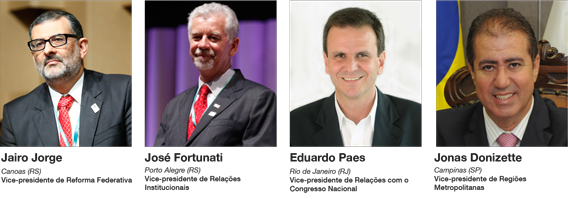 Jairo Jorge
Canoas (RS)
Vice-presidente de Reforma Federativa
José Fortunati
Porto Alegre (RS)
Vice-presidente de Relações
Institucionais
Eduardo Paes
Rio de Janeiro (RJ)
Vice-presidente de Relações com o
Congresso Nacional
Jonas Donizette
Campinas (SP)
Vice-presidente de Regiões
Metropolitanas